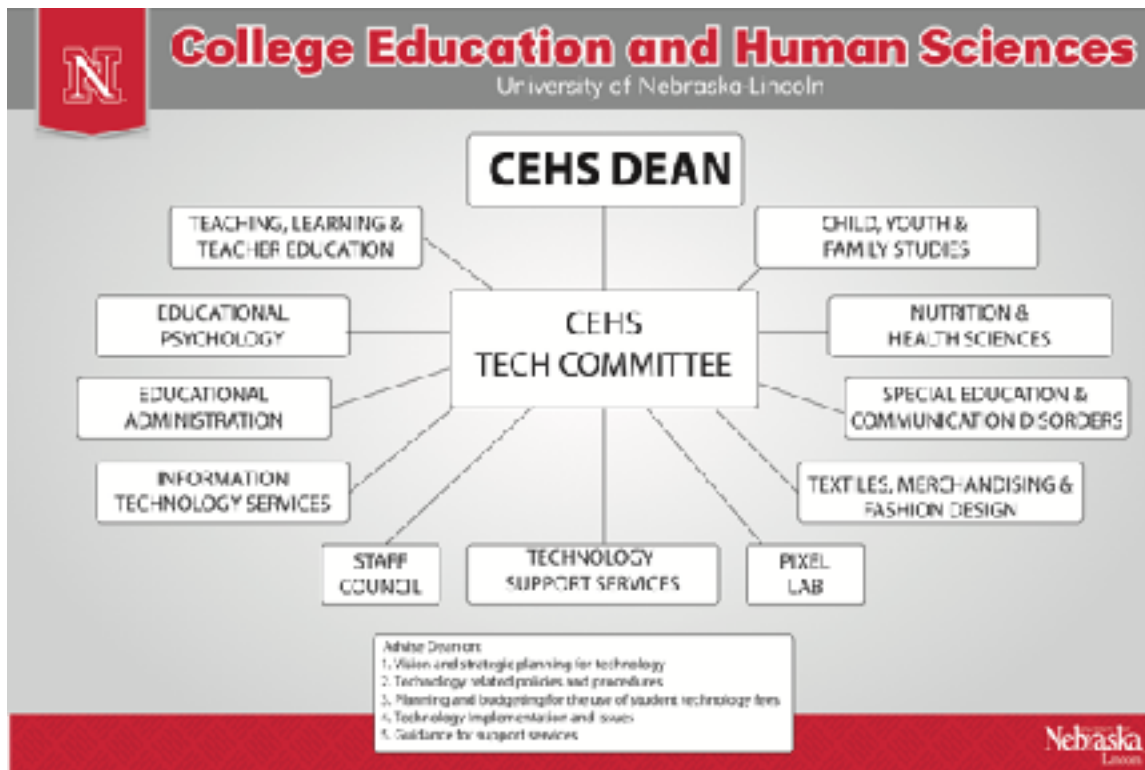 N
College Education and Human Sciences
University of Nebraska-Lincoln
CEHS DEAN
TEACHING, LEARNING &
TEACHER EDUCATION
CHILD, YOUTH &
FAMILY STUDIES
EDUCATIONAL
PSYCHOLOGY
CEHS
TECH COMMITTEE
NUTRITION &
HEALTH SCIENCES
EDUCATIONAL
ADMINISTRATION
SPECIAL EDUCATION &
COMMUNICATION DISORDERS
INFORMATION
TECHNOLOGY SERVICES
TEXTILES, MERCHANDISING &
FASHION DESIGN
STAFF
COUNCIL
TECHNOLOGY
SUPPORT SERVICES
PIXEL
LAB
Advise Dean on:
1. Vision and strategic planning for technology
2. Technology related policies and procedures
3. Planning and budgeting for the use of student technology fees
4. Technology implementation and issues
5. Guidance for support services
Nebraska
Lincoln